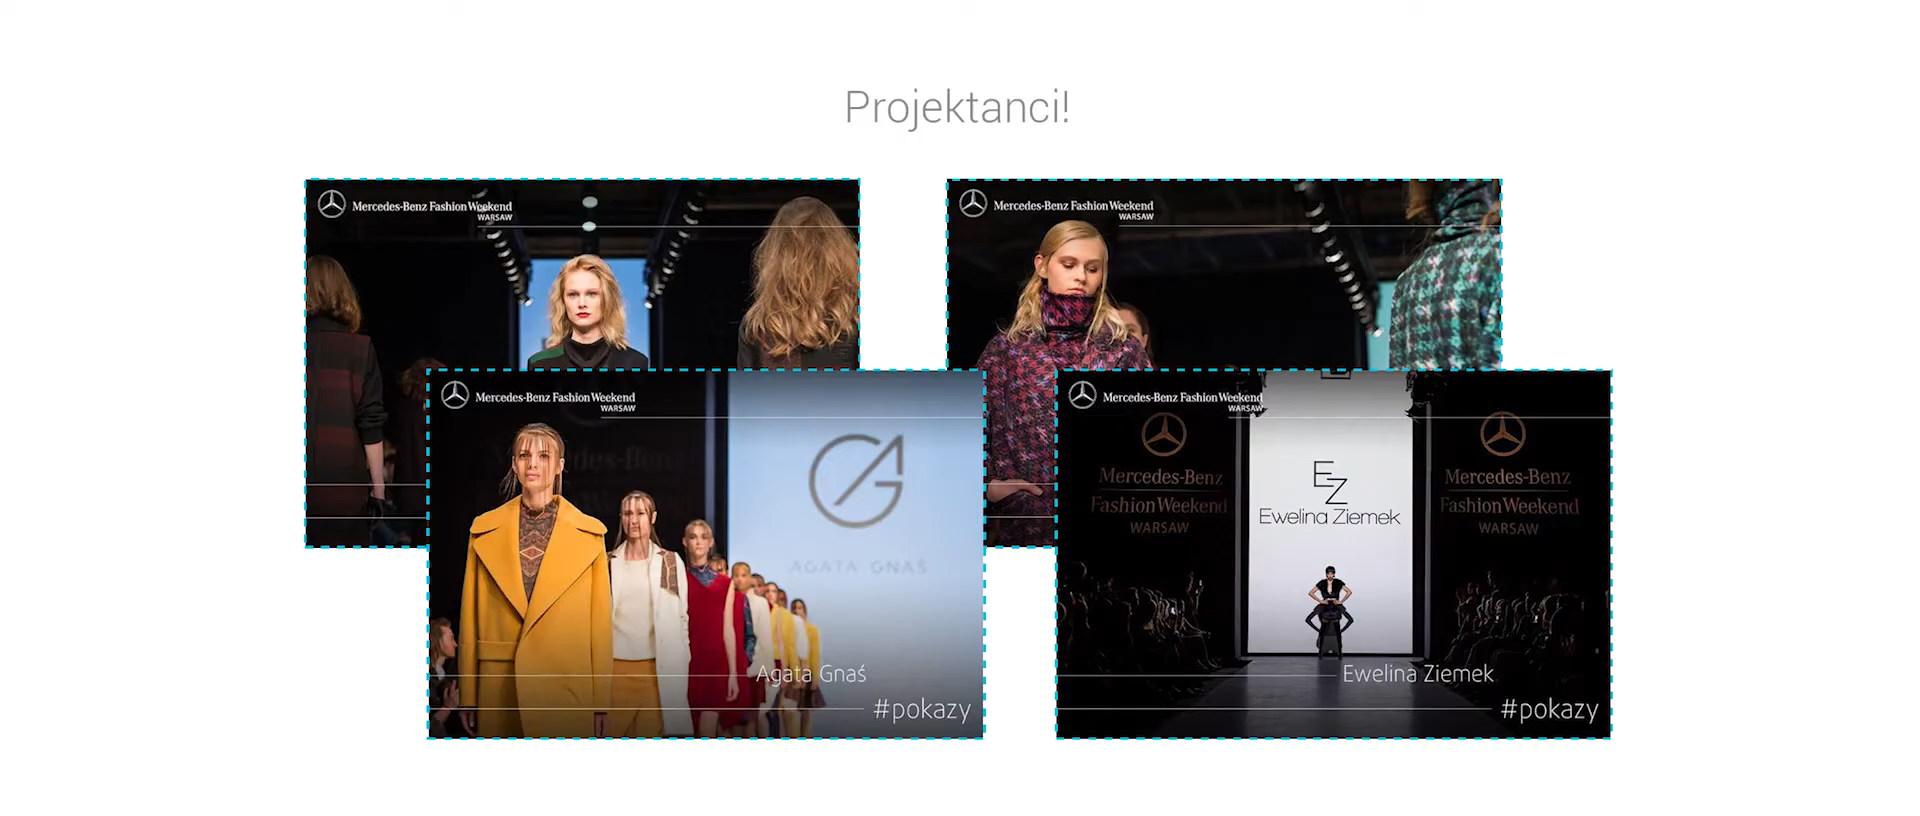 Projektanci!
Mercedes-Benz Fashion Weekend
WARSAW
Mercedes-Benz Fashion Weekend
WARSAW
Mercedes-Benz Fashion Weekend
WARSAW
AGATA GNAŚ
Agata Gnaś
#pokazy
Mercedes-Benz Fashion Weekend
WARSAW
Mercedes-Benz
Fashion Weekend
WARSAW
EZ
Ewelina Ziemek
Mercedes-Benz
Fashion Weekend
WARSAW
Ewelina Ziemek
#pokazy